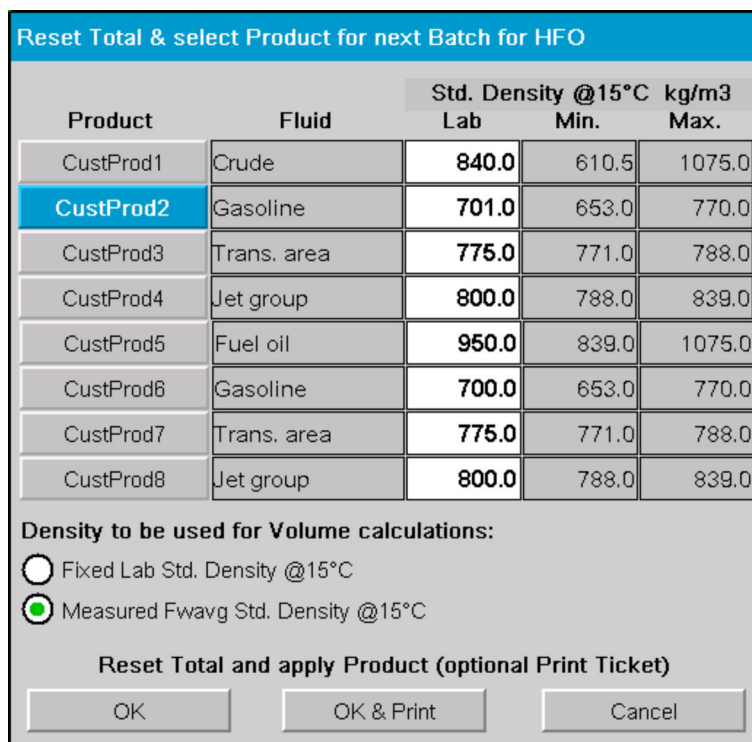 Reset Total & select Product for next Batch for HFO
Std. Density @15°C kg/m3
Product Fluid Lab Min. Max.
CustProd1 Crude 840.0 610.5 1075.0
CustProd2 Gasoline 701.0 653.0 770.0
CustProd3 Trans. area 775.0 771.0 788.0
CustProd4 Jet group 800.0 788.0 839.0
CustProd5 Fuel oil 950.0 839.0 1075.0
CustProd6 Gasoline 700.0 653.0 770.0
CustProd7 Trans. area 775.0 771.0 788.0
CustProd8 Jet group 800.0 788.0 839.0
Density to be used for Volume calculations:
Fixed Lab Std. Density @15°C
Measured Fwavg Std. Density @15°C
Reset Total and apply Product (optional Print Ticket)
OK OK & Print Cancel